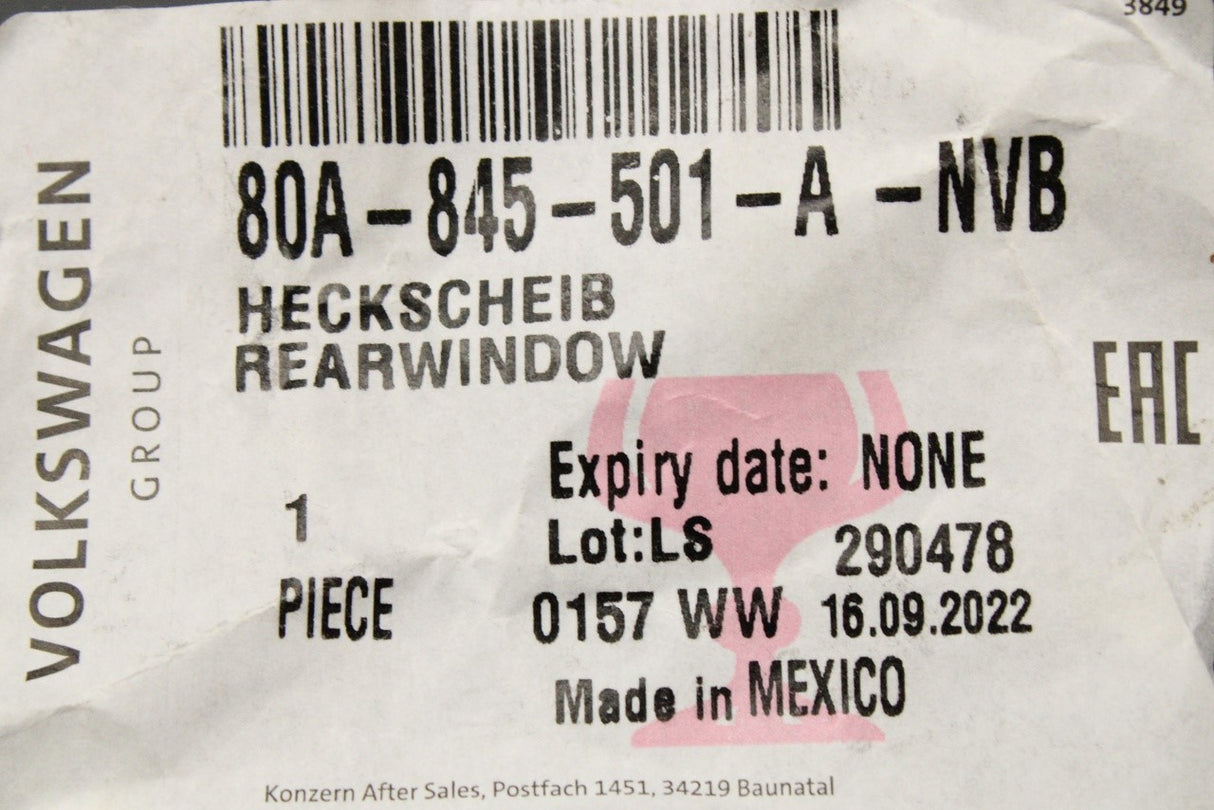 3849
80A-845-501-A -NVB
HECKSCHEIB
REARWINDOW
VOLKSWAGEN
GROUP
EAC
Expiry date: NONE
1
Lot:LS 290478
PIECE
0157 WW 16.09.2022
Made in MEXICO
Konzern After Sales, Postfach 1451, 34219 Baunatal